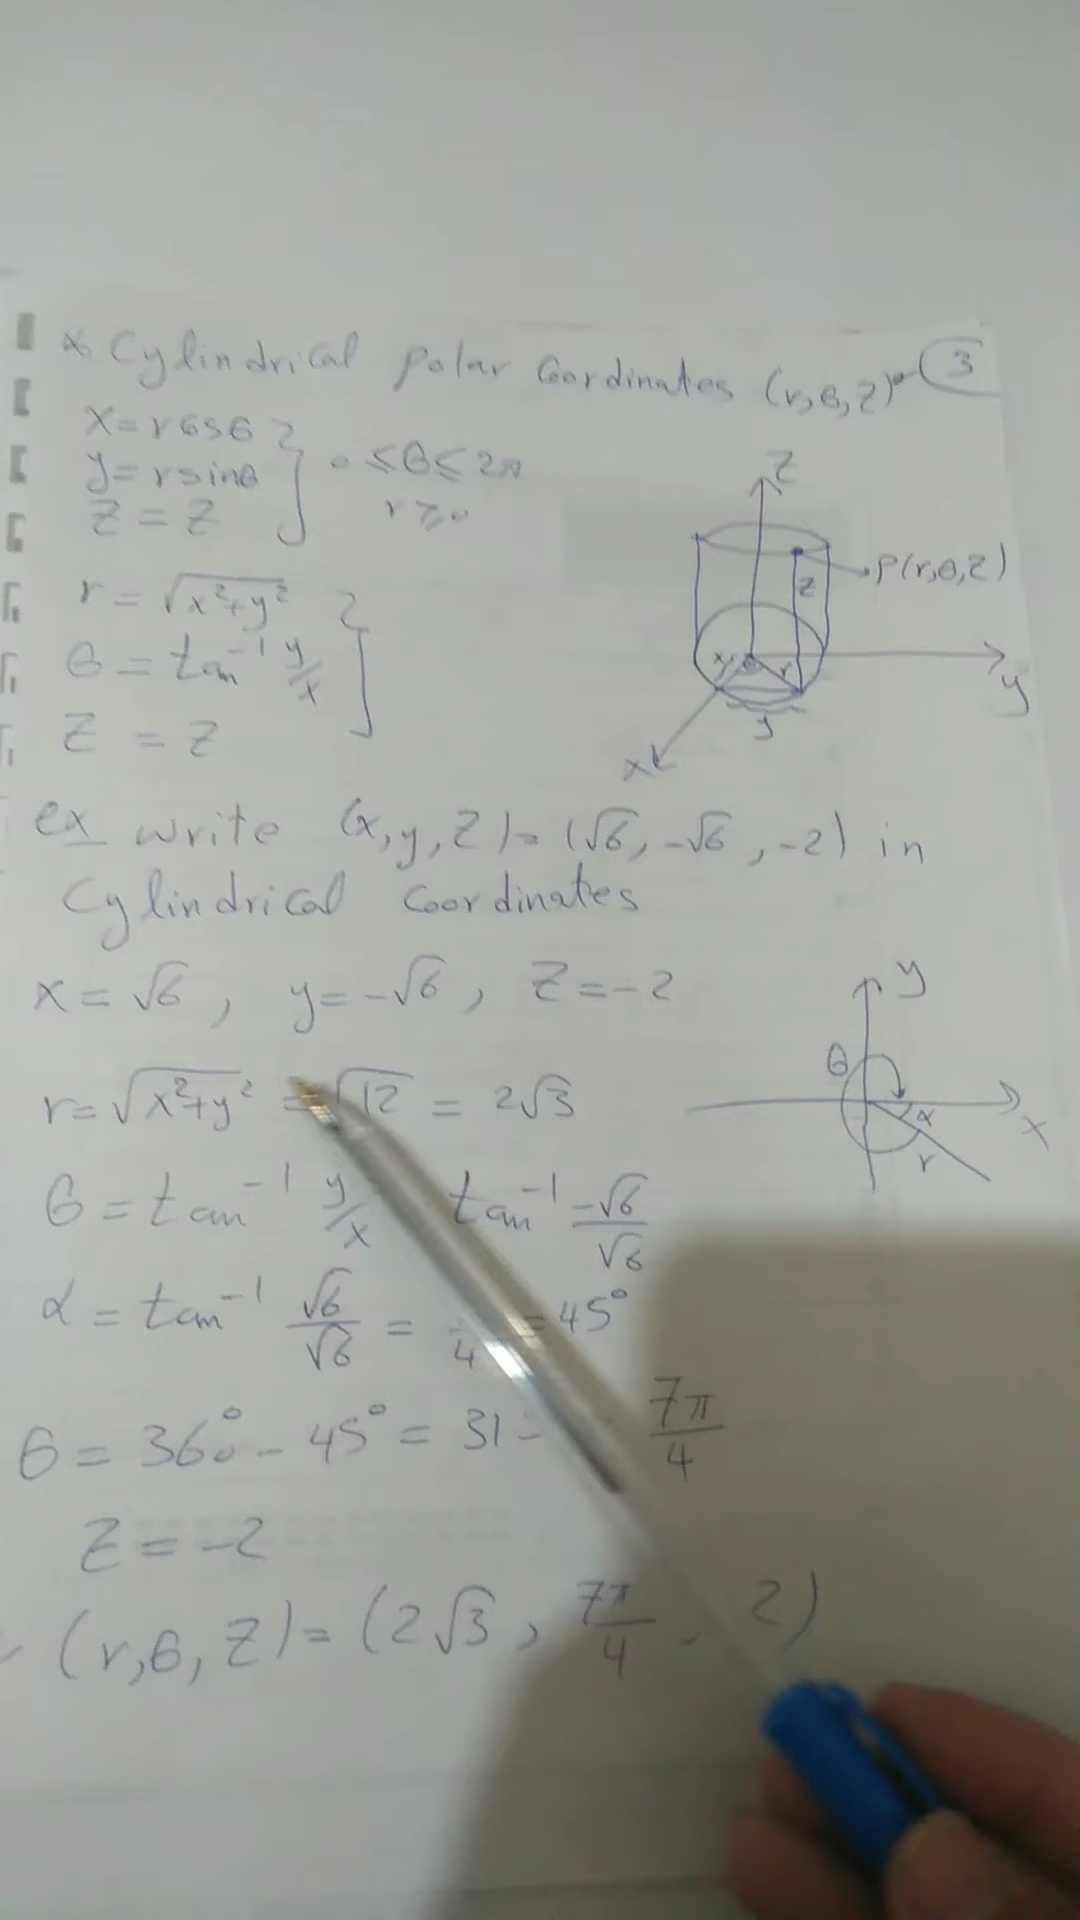 * Cylindrical polar Coordinates (r,θ,z) 3
x = r cosθ
y = r sinθ
z = z
0 ≤ θ ≤ 2π
r ≥ 0
r = √x²+y²
θ = tan⁻¹ y/x
z = z
z
P(r,θ,z)
z
x θ r
y
y
x
ex write (x,y,z) = (√6, -√6, -2) in
Cylindrical Coordinates
x = √6, y = -√6, z = -2
y
θ
α
x
r
r = √x²+y² = √12 = 2√3
θ = tan⁻¹ y/x tan⁻¹ -√6/√6
α = tan⁻¹ √6/√6 = /4 = 45°
θ = 360° - 45° = 31 7π/4
z = -2
(r,θ,z) = (2√3, 7π/4 , 2)